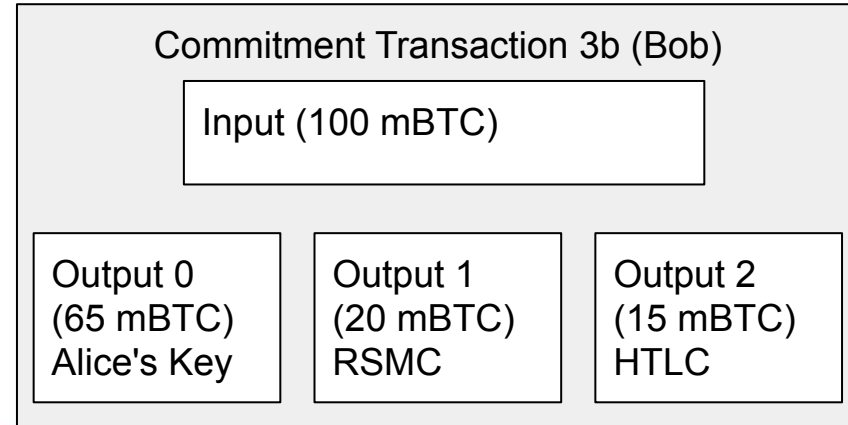 Commitment Transaction 3b (Bob)
Input (100 mBTC)
Output 0
(65 mBTC)
Alice's Key
Output 1
(20 mBTC)
RSMC
Output 2
(15 mBTC)
HTLC